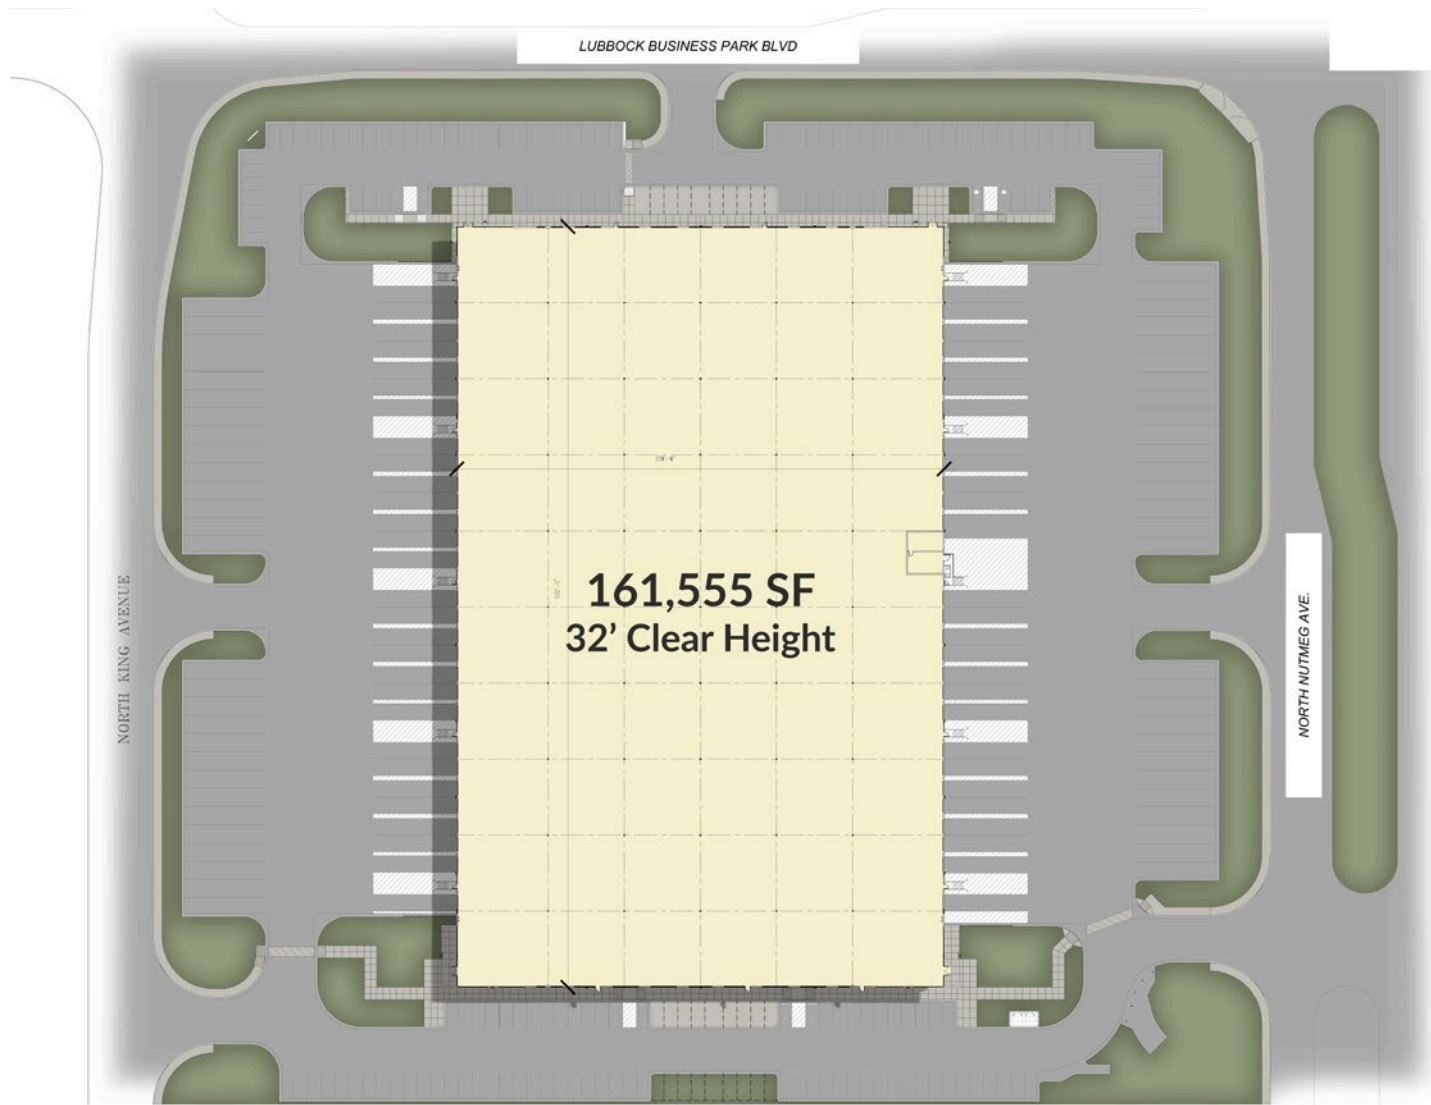 LUBBOCK BUSINESS PARK BLVD
161,555 SF
32’ Clear Height
NORTH KING AVENUE
NORTH NUTMEG AVE.